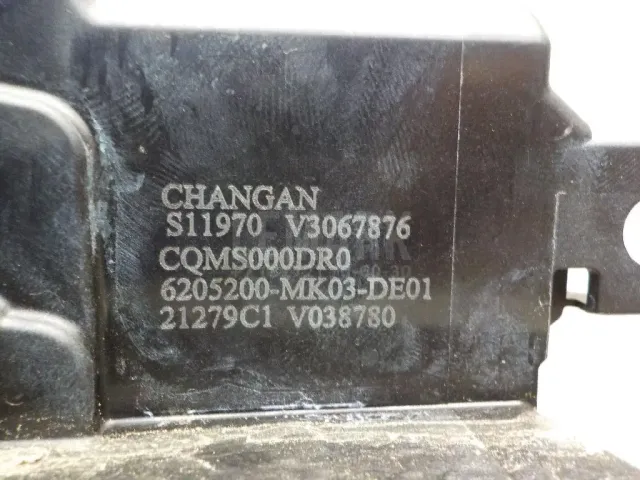 CHANGAN
S11970 V3067876
CQMS000DR0
6205200-MK03-DE01
21279C1 V038780